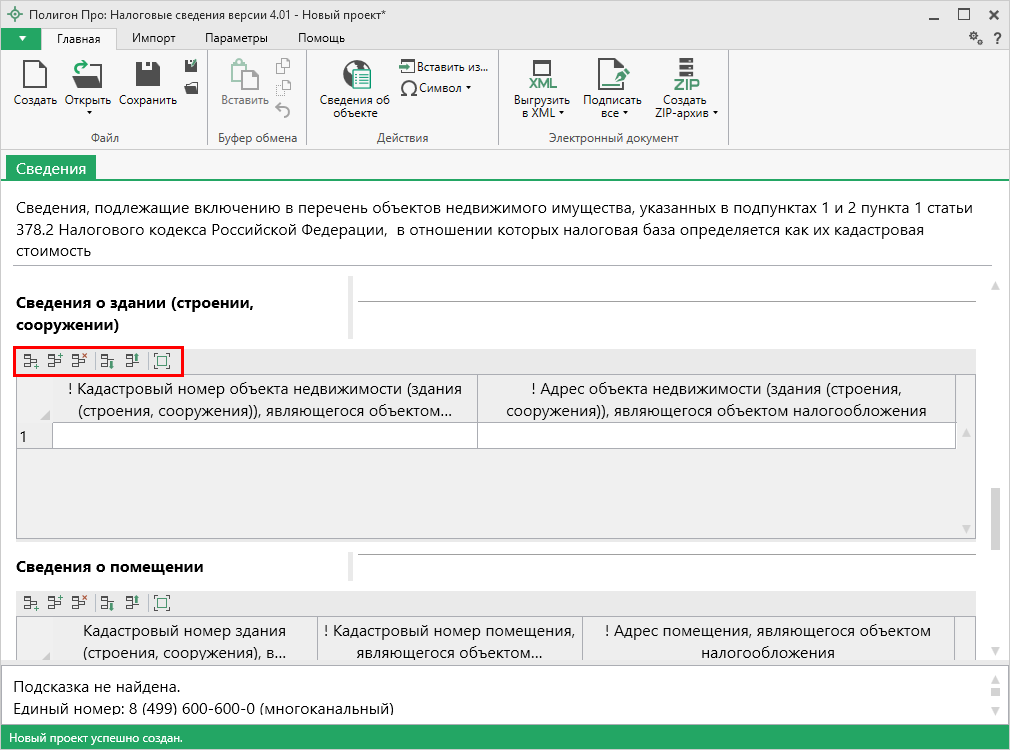 Полигон Про: Налоговые сведения версии 4.01 - Новый проект*
Главная Импорт Параметры Помощь
?
Создать Открыть Сохранить
Файл
Вставить
Буфер обмена
Сведения об
объекте
Вставить из...
Символ
Действия
XML
Выгрузить
в XML
Подписать
все
ZIP
Создать
ZIP-архив
Электронный документ
Сведения
Сведения, подлежащие включению в перечень объектов недвижимого имущества, указанных в подпунктах 1 и 2 пункта 1 статьи
378.2 Налогового кодекса Российской Федерации, в отношении которых налоговая база определяется как их кадастровая
стоимость
Сведения о здании (строении,
сооружении)
! Кадастровый номер объекта недвижимости (здания
(строения, сооружения)), являющегося объектом...
! Адрес объекта недвижимости (здания (строения,
сооружения)), являющегося объектом налогообложения
1
Сведения о помещении
Кадастровый номер здания
(строения, сооружения), в...
! Кадастровый номер помещения,
являющегося объектом...
! Адрес помещения, являющегося объектом
налогообложения
Подсказка не найдена.
Единый номер: 8 (499) 600-600-0 (многоканальный)
Новый проект успешно создан.